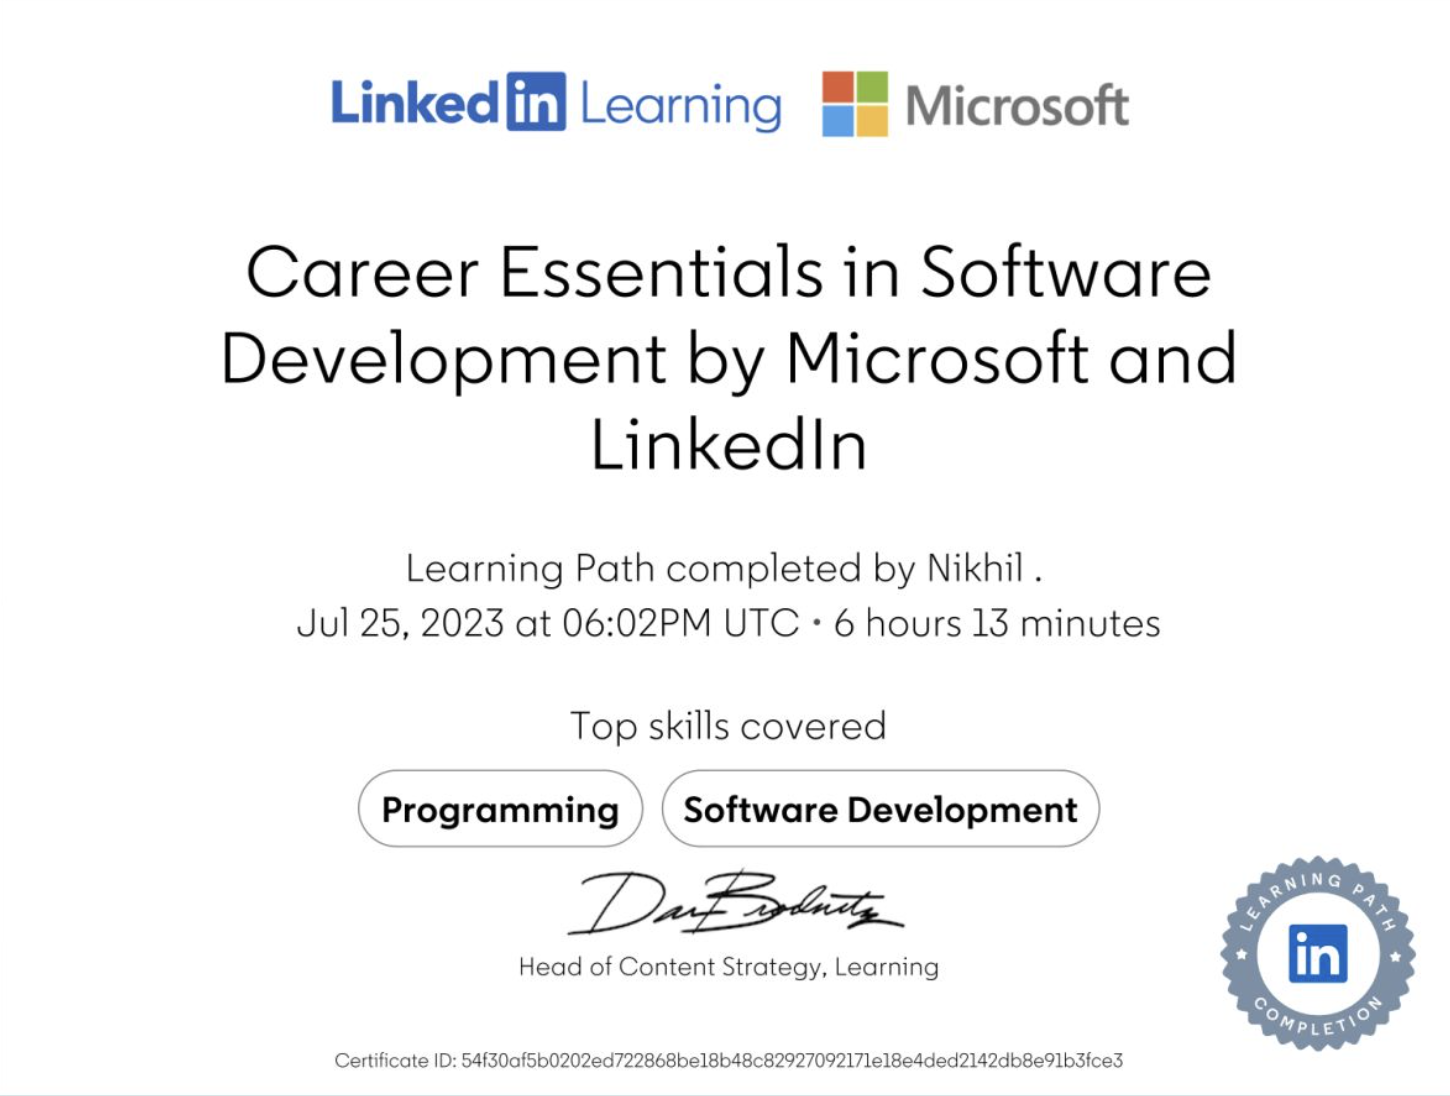 Linked in Learning Microsoft
Career Essentials in Software
Development by Microsoft and
LinkedIn
Learning Path completed by Nikhil .
Jul 25, 2023 at 06:02PM UTC • 6 hours 13 minutes
Top skills covered
Programming Software Development
Dan Brodnitz
Head of Content Strategy, Learning
LEARNING PATH
in
COMPLETION
Certificate ID: 54f30af5b0202ed722868be18b48c82927092171e18e4ded2142db8e91b3fce3